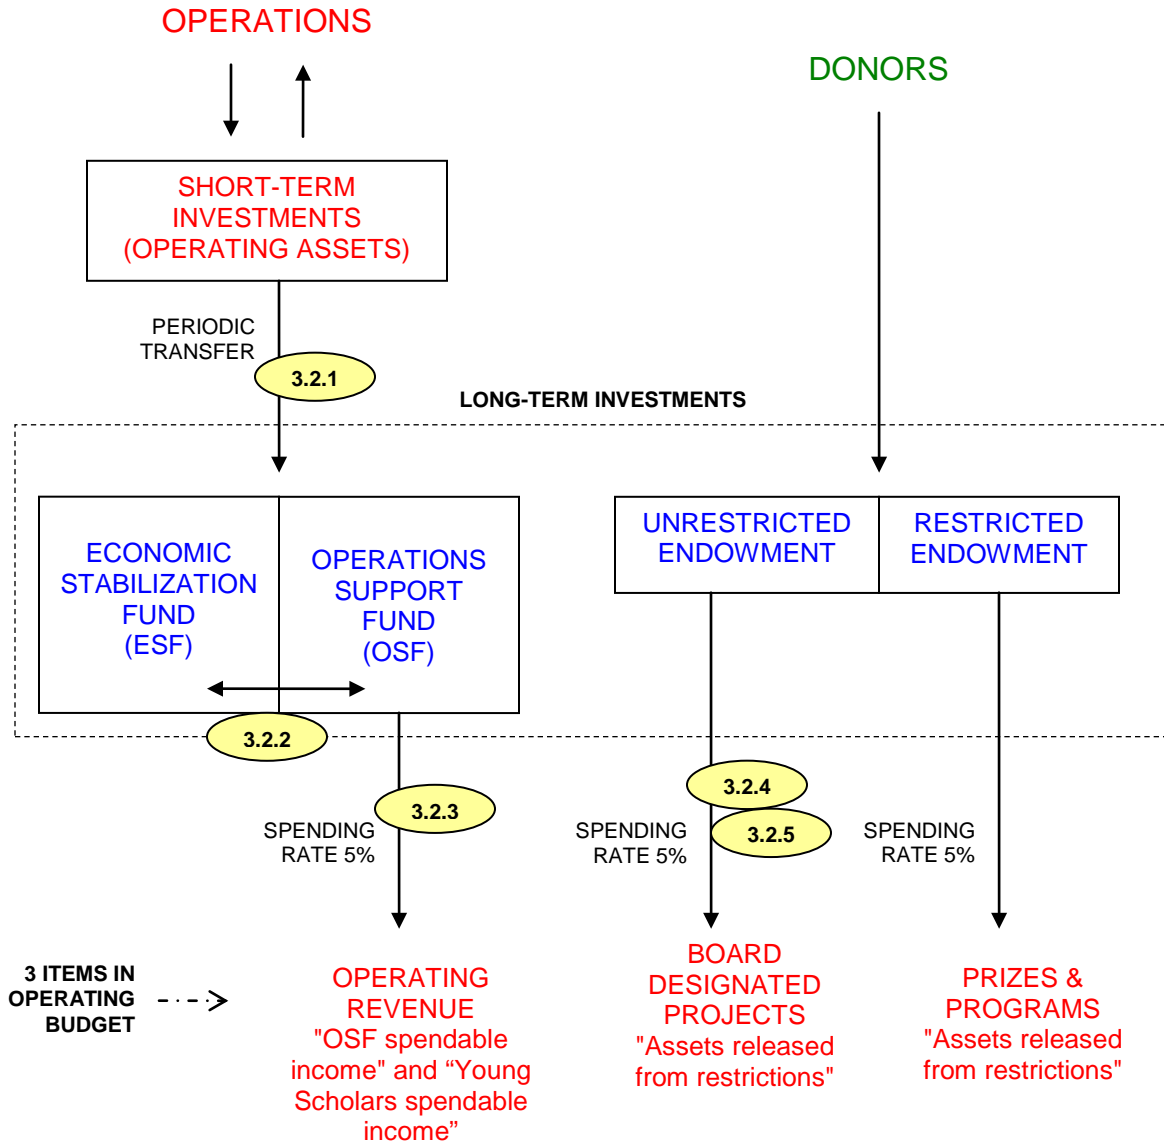 OPERATIONS
DONORS
SHORT-TERM
INVESTMENTS
(OPERATING ASSETS)
PERIODIC
TRANSFER
3.2.1
LONG-TERM INVESTMENTS
ECONOMIC
STABILIZATION
FUND
(ESF)
OPERATIONS
SUPPORT
FUND
(OSF)
UNRESTRICTED
ENDOWMENT
RESTRICTED
ENDOWMENT
3.2.2
3.2.3
SPENDING
RATE 5%
3.2.4
3.2.5
SPENDING
RATE 5%
SPENDING
RATE 5%
3 ITEMS IN
OPERATING
BUDGET
OPERATING
REVENUE
"OSF spendable
income" and “Young
Scholars spendable
income”
BOARD
DESIGNATED
PROJECTS
"Assets released
from restrictions"
PRIZES &
PROGRAMS
"Assets released
from restrictions"